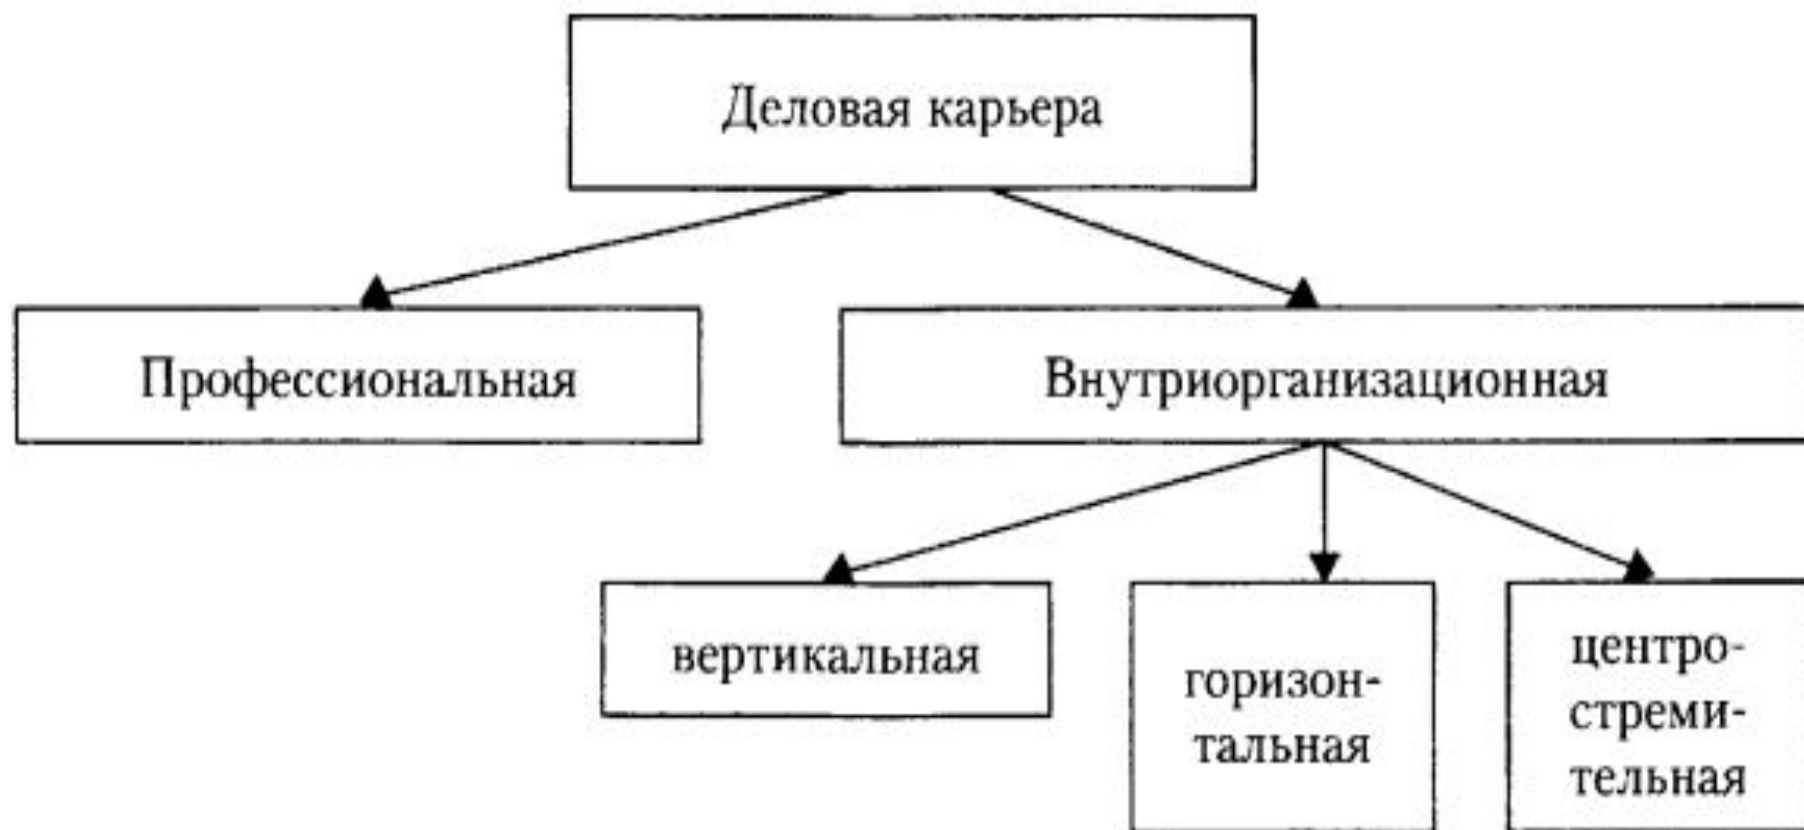 Деловая карьера
Профессиональная
Внутриорганизационная
вертикальная
горизон-
тальная
центро-
стреми-
тельная